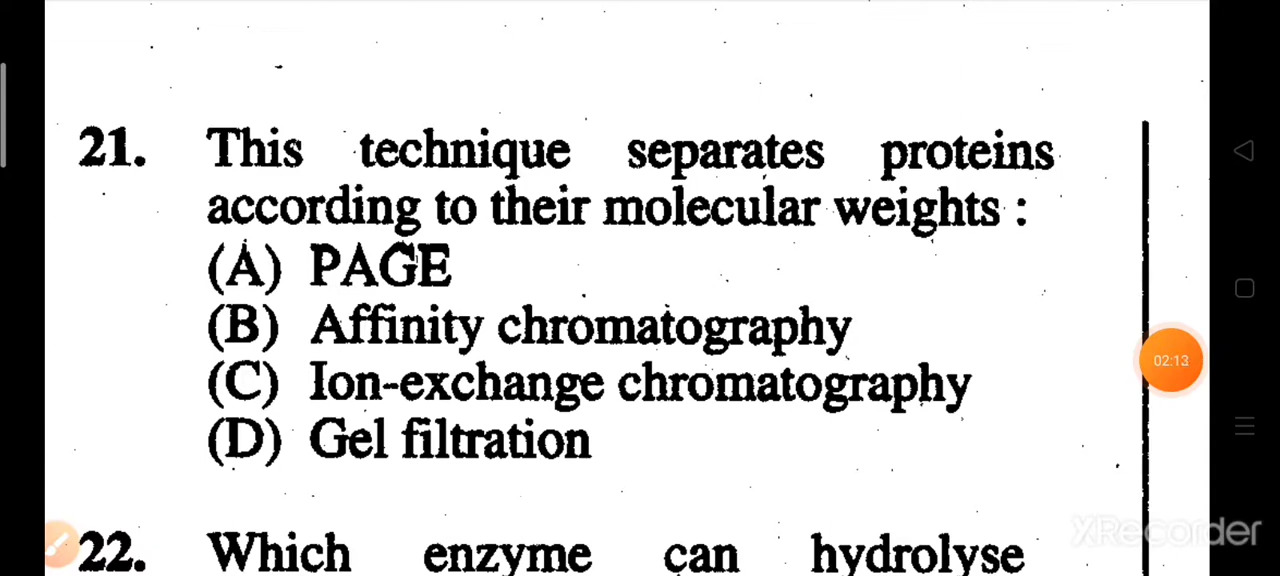 21. This technique separates proteins
according to their molecular weights :
(A) PAGE
(B) Affinity chromatography
(C) Ion-exchange chromatography
(D) Gel filtration
02:13
22. Which enzyme can hydrolyse
XRecorder